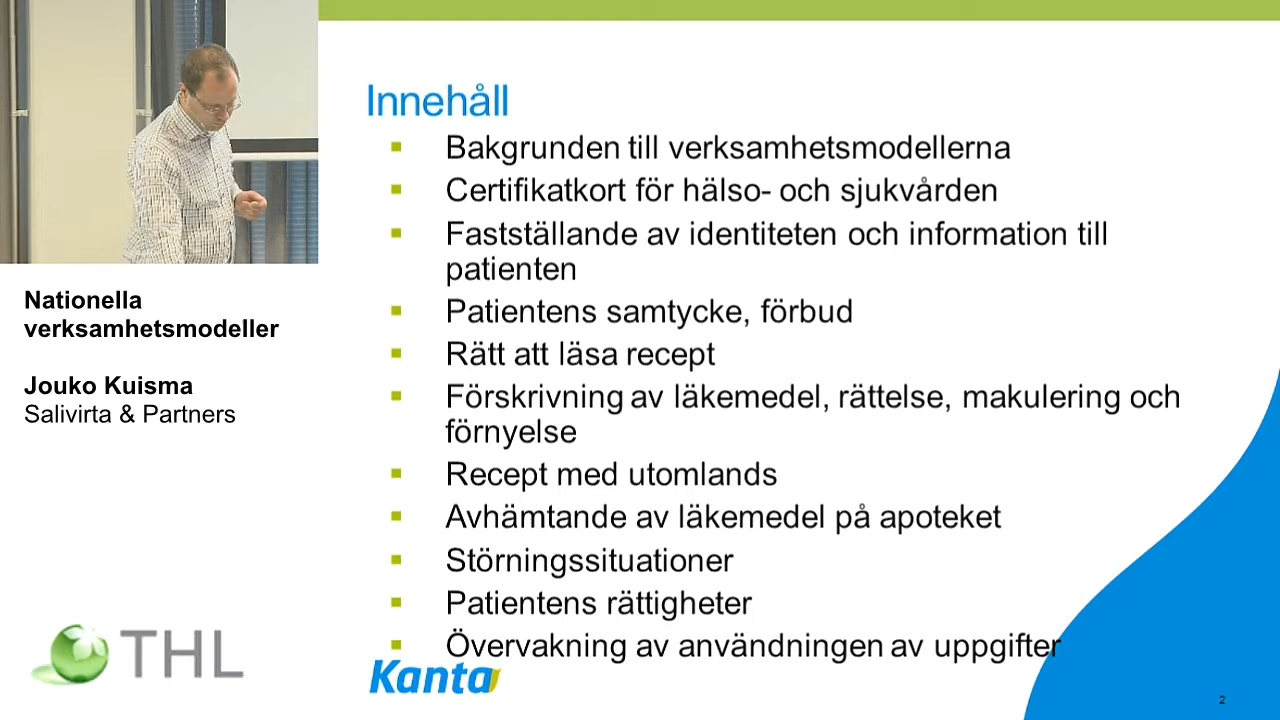 Innehåll
Bakgrunden till verksamhetsmodellerna
Certifikatkort för hälso- och sjukvården
Fastställande av identiteten och information till
patienten
Patientens samtycke, förbud
Rätt att läsa recept
Förskrivning av läkemedel, rättelse, makulering och
förnyelse
Recept med utomlands
Avhämtande av läkemedel på apoteket
Störningssituationer
Patientens rättigheter
Övervakning av användningen av uppgifter
Nationella
verksamhetsmodeller
Jouko Kuisma
Salivirta & Partners
THL
Kanta
2